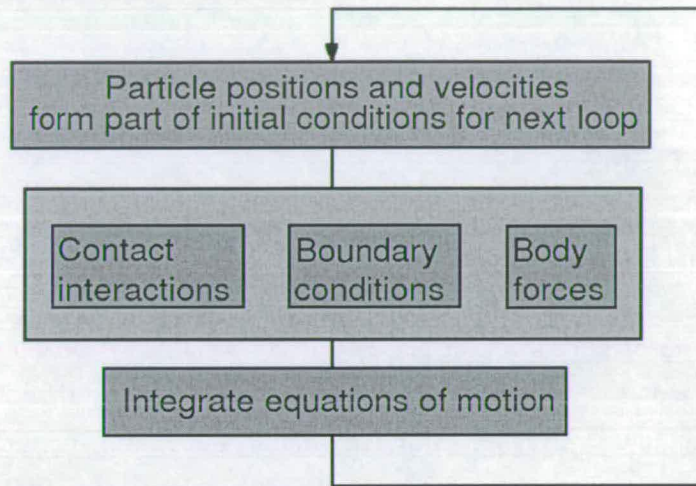 Particle positions and velocities
form part of initial conditions for next loop
Contact
interactions
Boundary
conditions
Body
forces
Integrate equations of motion